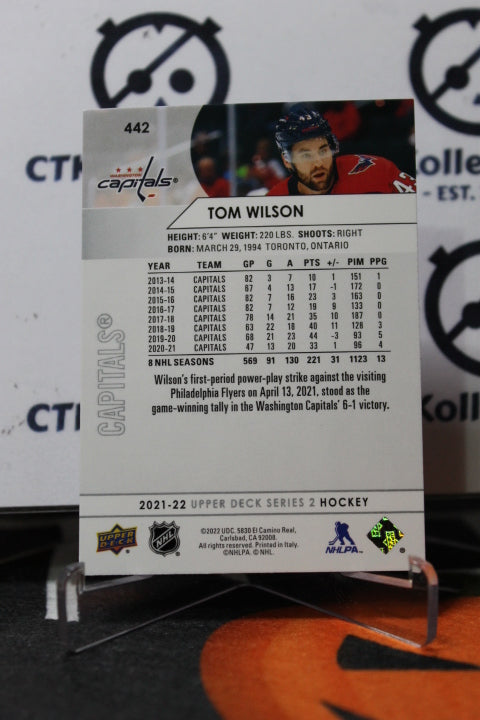 442
CTK
Kolle
- EST.
WASHINGTON
capitals®
43
43
TOM WILSON
HEIGHT: 6'4" WEIGHT: 220 LBS. SHOOTS: RIGHT
BORN: MARCH 29, 1994 TORONTO, ONTARIO
YEAR TEAM GP G A PTS +/- PIM PPG
2013-14 CAPITALS 82 3 7 10 1 151 1
2014-15 CAPITALS 67 4 13 17 -1 172 0
2015-16 CAPITALS 82 7 16 23 3 163 0
2016-17 CAPITALS 82 7 12 19 9 133 0
2017-18 CAPITALS 78 14 21 35 10 187 0
2018-19 CAPITALS 63 22 18 40 11 128 3
2019-20 CAPITALS 68 21 23 44 -3 93 5
2020-21 CAPITALS 47 13 20 33 1 96 4
8 NHL SEASONS 569 91 130 221 31 1123 13
CAPITALS®
Wilson's first-period power-play strike against the visiting
Philadelphia Flyers on April 13, 2021, stood as the
game-winning tally in the Washington Capitals' 6-1 victory.
Kolle
2021-22 UPPER DECK SERIES 2 HOCKEY
UPPER DECK
NHL
©2022 UDC. 5830 El Camino Real,
Carlsbad, CA 92008.
All rights reserved. Printed in Italy.
©NHLPA. © NHL.
NHLPA